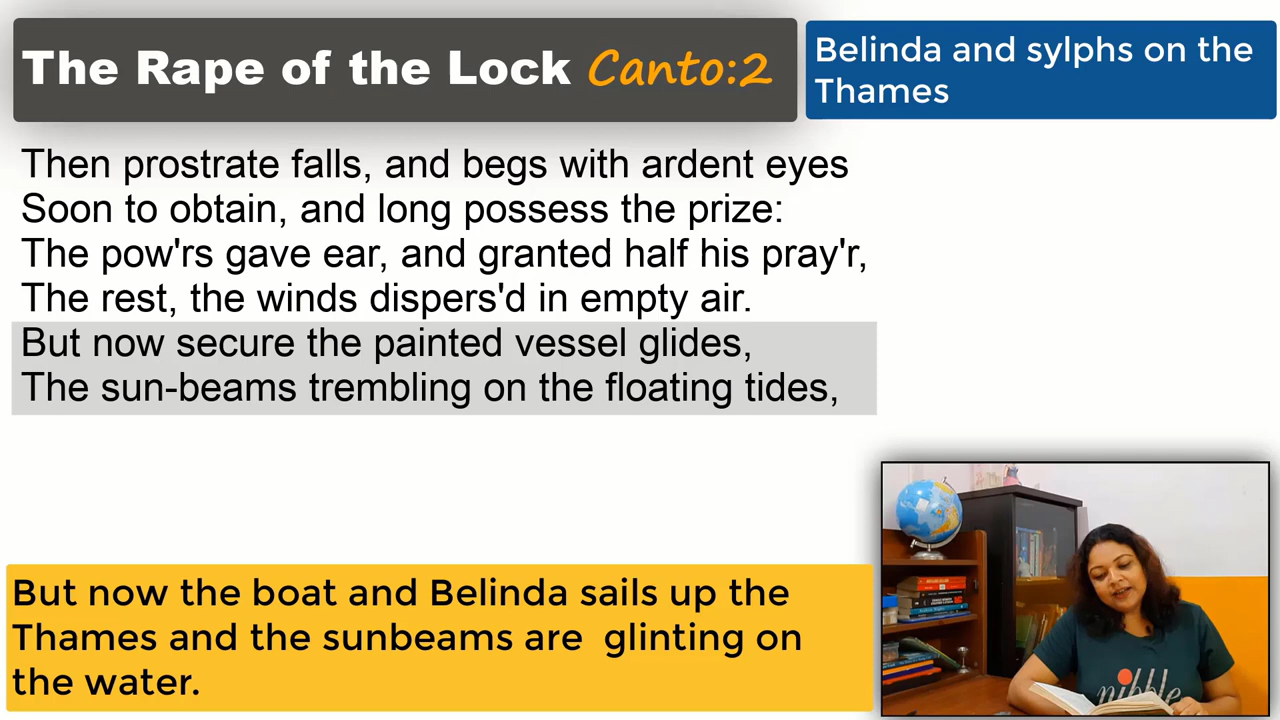 The Rape of the Lock Canto:2
Belinda and sylphs on the
Thames
Then prostrate falls, and begs with ardent eyes
Soon to obtain, and long possess the prize:
The pow'rs gave ear, and granted half his pray'r,
The rest, the winds dispers'd in empty air.
But now secure the painted vessel glides,
The sun-beams trembling on the floating tides,
But now the boat and Belinda sails up the
Thames and the sunbeams are glinting on
the water.
nibble